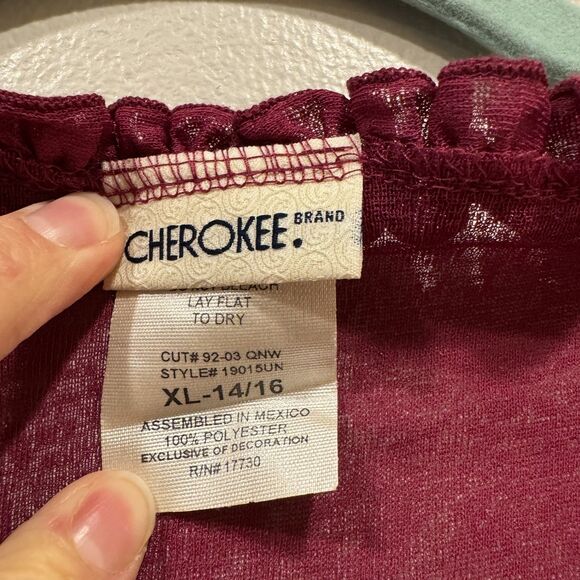 CHEROKEE. BRAND
BLEACH
LAY FLAT
TO DRY
CUT# 92-03 QNW
STYLE# 19015UN
XL-14/16
ASSEMBLED IN MEXICO
100% POLYESTER
EXCLUSIVE OF DECORATION
R/N# 17730